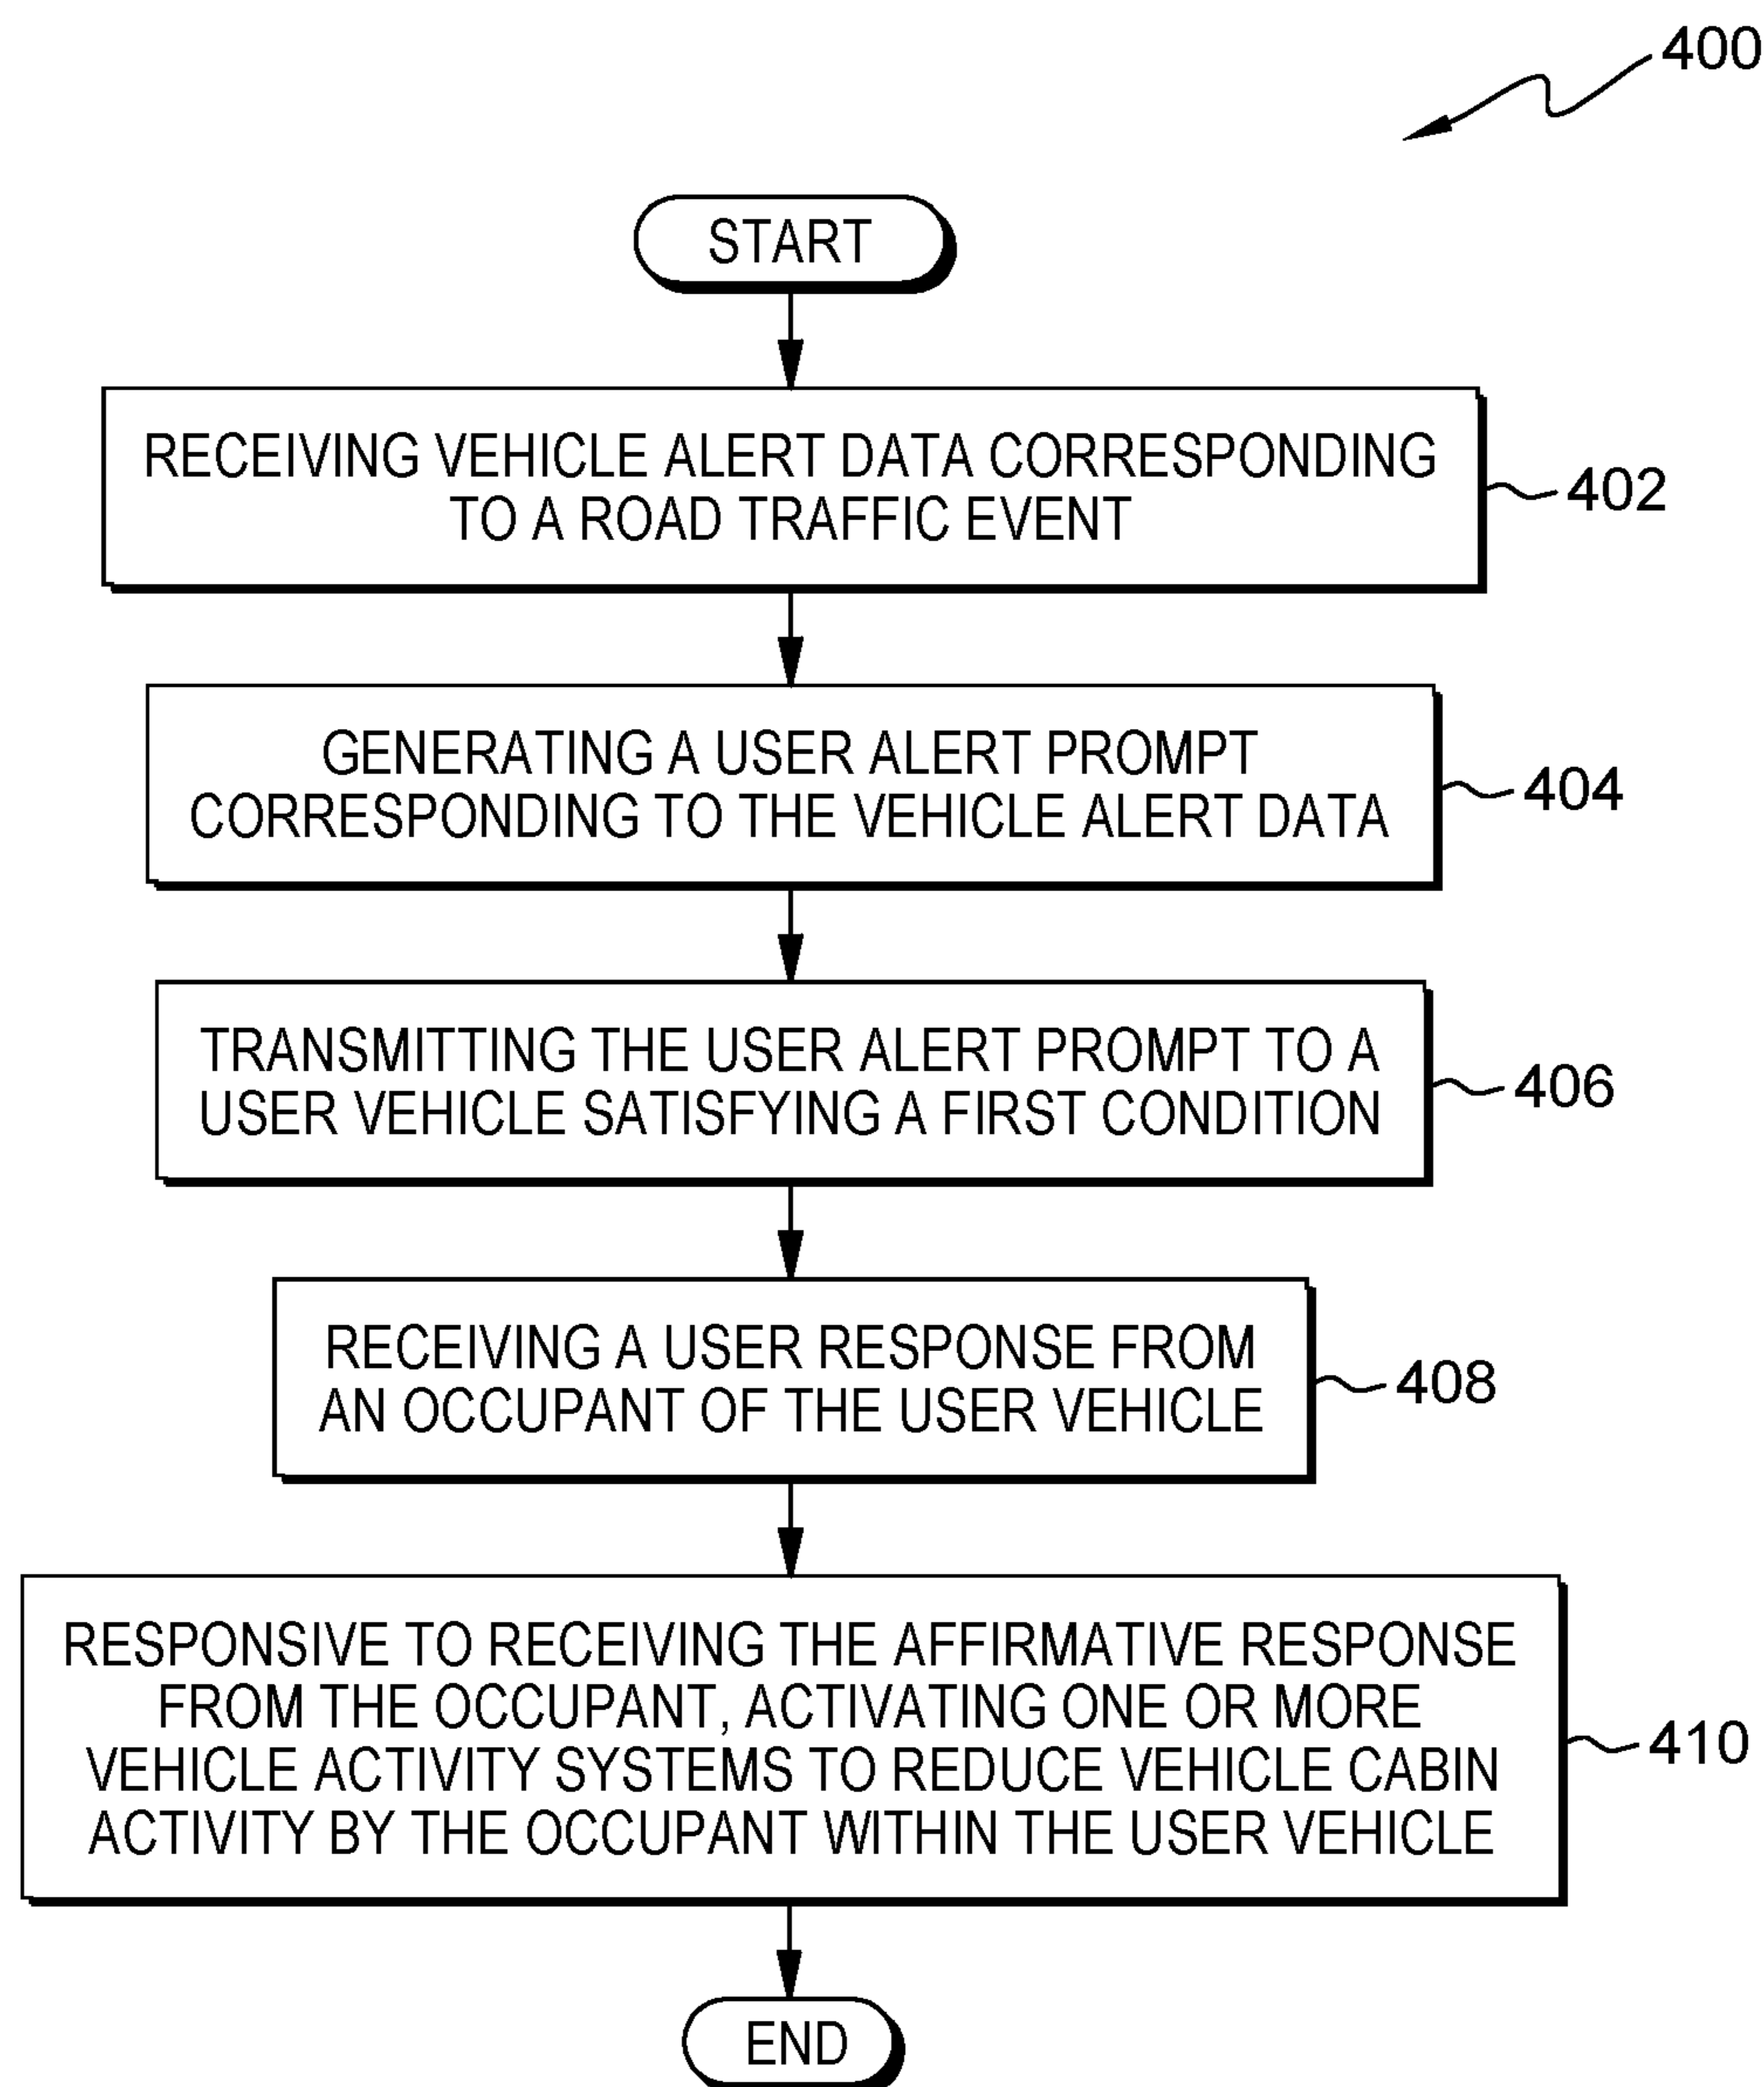 400
START
RECEIVING VEHICLE ALERT DATA CORRESPONDING
TO A ROAD TRAFFIC EVENT
402
GENERATING A USER ALERT PROMPT
CORRESPONDING TO THE VEHICLE ALERT DATA
404
TRANSMITTING THE USER ALERT PROMPT TO A
USER VEHICLE SATISFYING A FIRST CONDITION
406
RECEIVING A USER RESPONSE FROM
AN OCCUPANT OF THE USER VEHICLE
408
RESPONSIVE TO RECEIVING THE AFFIRMATIVE RESPONSE
FROM THE OCCUPANT, ACTIVATING ONE OR MORE
VEHICLE ACTIVITY SYSTEMS TO REDUCE VEHICLE CABIN
ACTIVITY BY THE OCCUPANT WITHIN THE USER VEHICLE
410
END